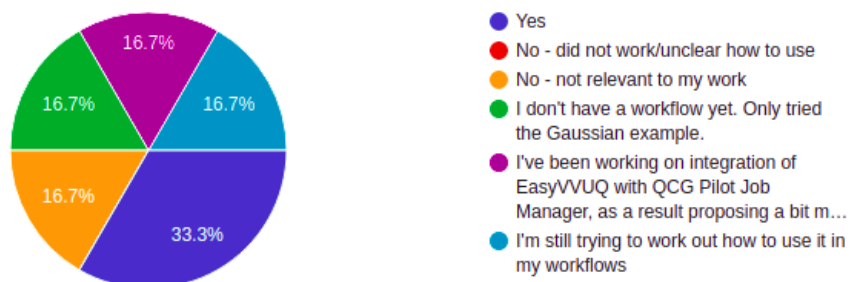 16.7%
16.7%
16.7%
16.7%
33.3%
Yes
No - did not work/unclear how to use
No - not relevant to my work
I don't have a workflow yet. Only tried
the Gaussian example.
I've been working on integration of
EasyVVUQ with QCG Pilot Job
Manager, as a result proposing a bit m...
I'm still trying to work out how to use it in
my workflows